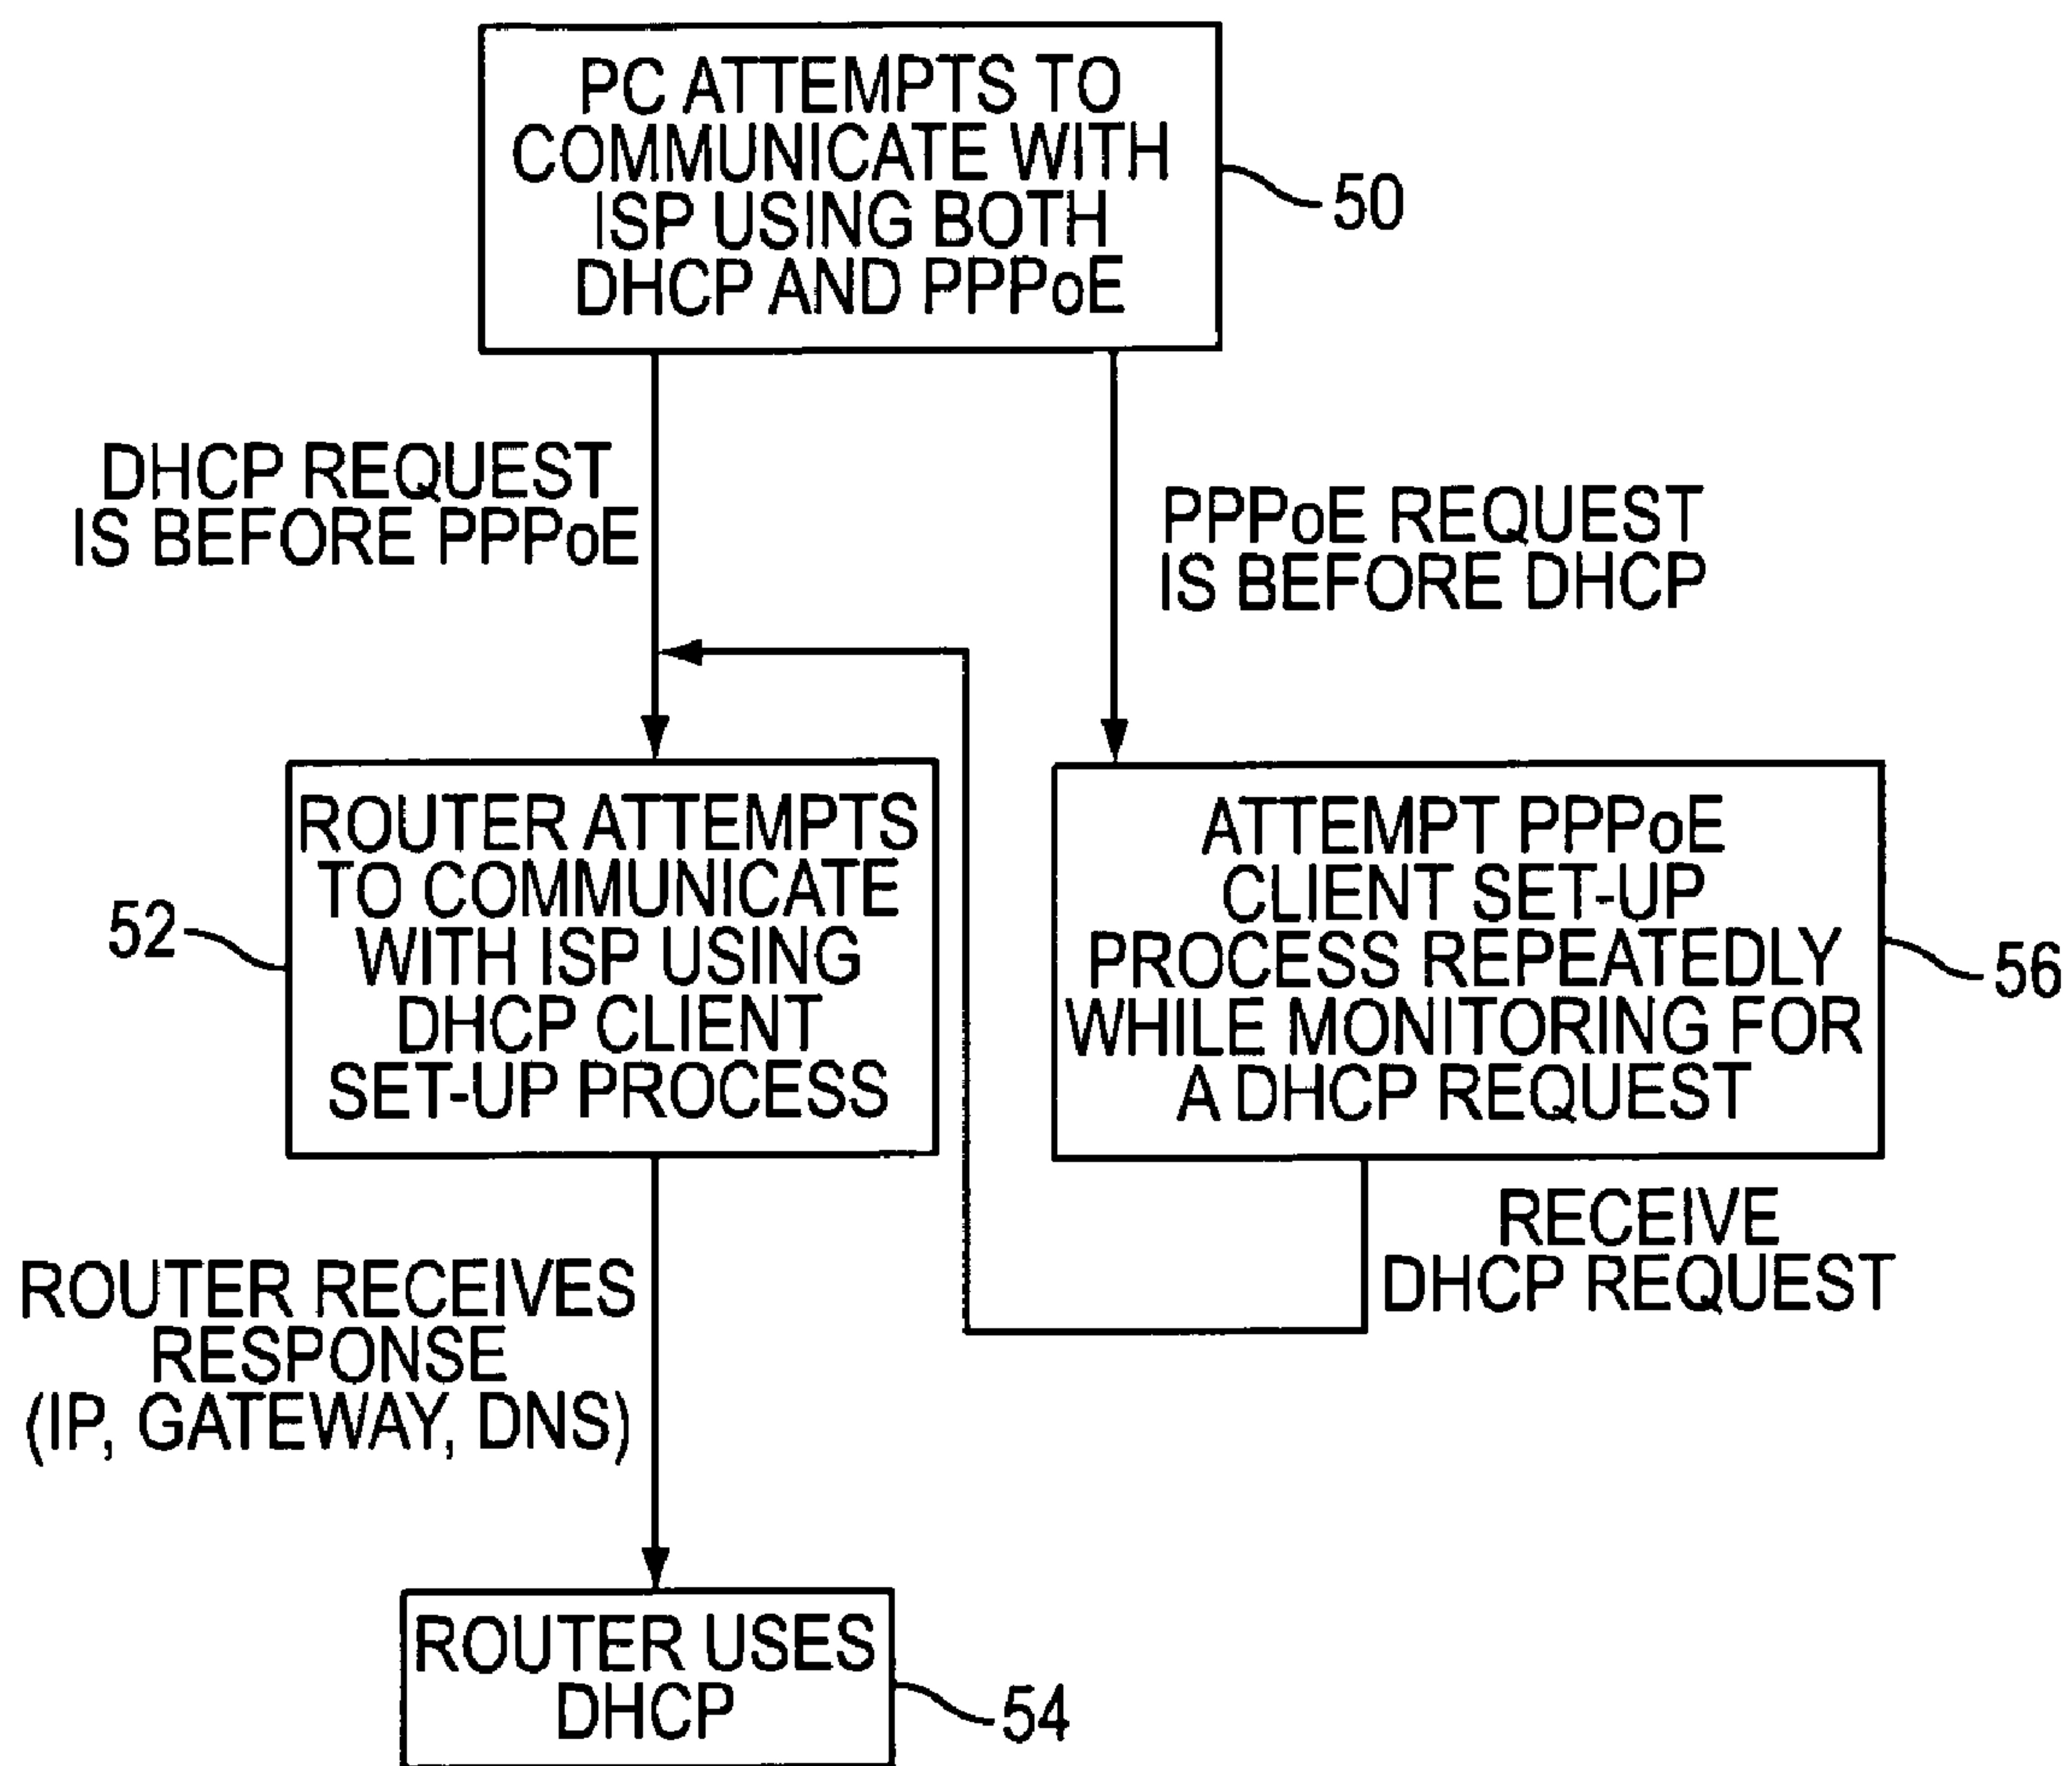 PC ATTEMPTS TO
COMMUNICATE WITH
ISP USING BOTH
DHCP AND PPPoE
50
DHCP REQUEST
IS BEFORE PPPoE
PPPoE REQUEST
IS BEFORE DHCP
ROUTER ATTEMPTS
TO COMMUNICATE
WITH ISP USING
DHCP CLIENT
SET-UP PROCESS
52
ATTEMPT PPPoE
CLIENT SET-UP
PROCESS REPEATEDLY
WHILE MONITORING FOR
A DHCP REQUEST
56
RECEIVE
DHCP REQUEST
ROUTER RECEIVES
RESPONSE
(IP, GATEWAY, DNS)
ROUTER USES
DHCP
54